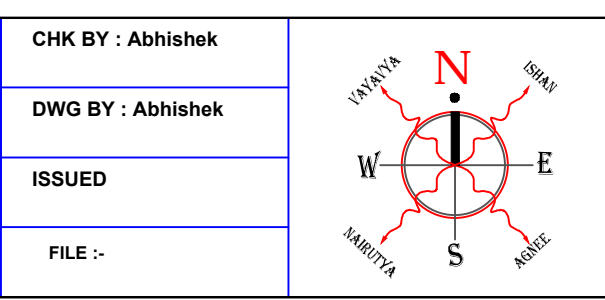 CHK BY : Abhishek
DWG BY : Abhishek
ISSUED
FILE :-
N
VAYAVYA
ISHAN
W
E
NAIRUTYA
S
AGNEE